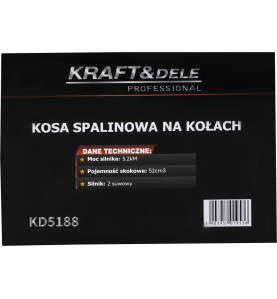 KRAFT&DELE
PROFESSIONAL
KOSA SPALINOWA NA KOŁACH
DANE TECHNICZNE:
★ Moc silnika: 5.2kM
★ Pojemność skokowa: 52cm3
★ Silnik: 2 suwowy
KD5188